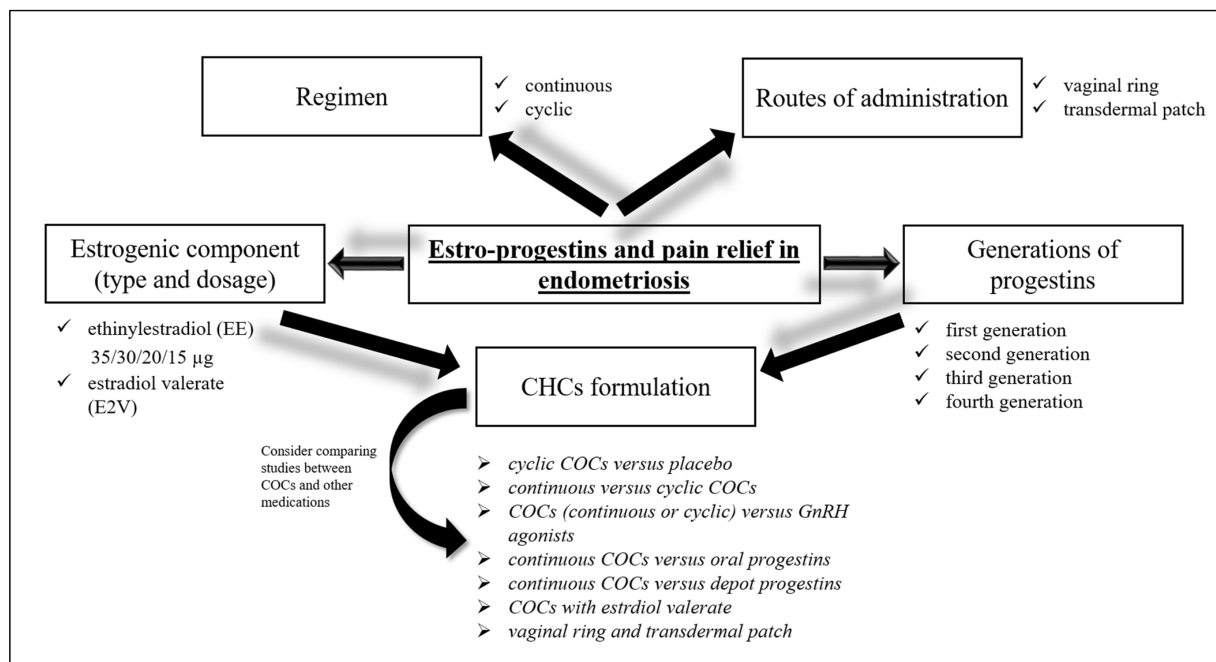 Regimen
✓ continuous
✓ cyclic
Routes of administration
✓ vaginal ring
✓ transdermal patch
Estrogenic component
(type and dosage)
✓ ethinylestradiol (EE)
35/30/20/15 µg
✓ estradiol valerate
(E2V)
Estro-progestins and pain relief in
endometriosis
Generations of
progestins
✓ first generation
✓ second generation
✓ third generation
✓ fourth generation
CHCs formulation
Consider comparing
studies between
COCs and other
medications
➢ cyclic COCs versus placebo
➢ continuous versus cyclic COCs
➢ COCs (continuous or cyclic) versus GnRH
agonists
➢ continuous COCs versus oral progestins
➢ continuous COCs versus depot progestins
➢ COCs with estrdiol valerate
➢ vaginal ring and transdermal patch